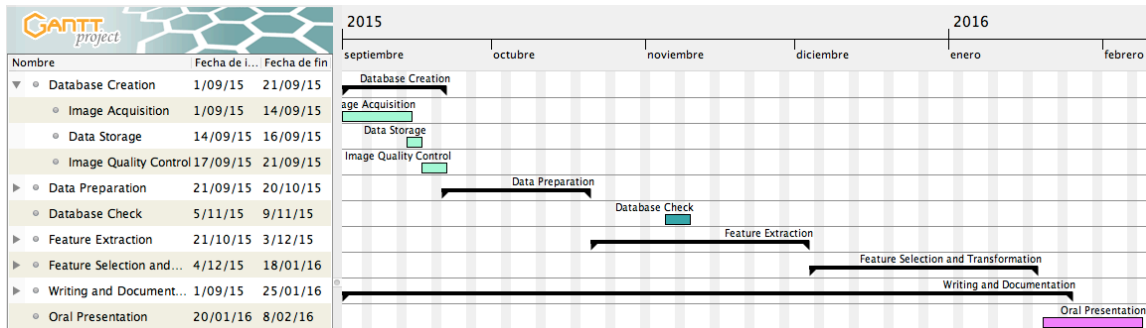 GANTT
project
2015
2016
septiembre octubre noviembre diciembre enero febrero
Nombre Fecha de i... Fecha de fin
Database Creation 1/09/15 21/09/15
Image Acquisition 1/09/15 14/09/15
Data Storage 14/09/15 16/09/15
Image Quality Control 17/09/15 21/09/15
Data Preparation 21/09/15 20/10/15
Database Check 5/11/15 9/11/15
Feature Extraction 21/10/15 3/12/15
Feature Selection and... 4/12/15 18/01/16
Writing and Document... 1/09/15 25/01/16
Oral Presentation 20/01/16 8/02/16
Database Creation
age Acquisition
Data Storage
Image Quality Control
Data Preparation
Database Check
Feature Extraction
Feature Selection and Transformation
Writing and Documentation
Oral Presentation